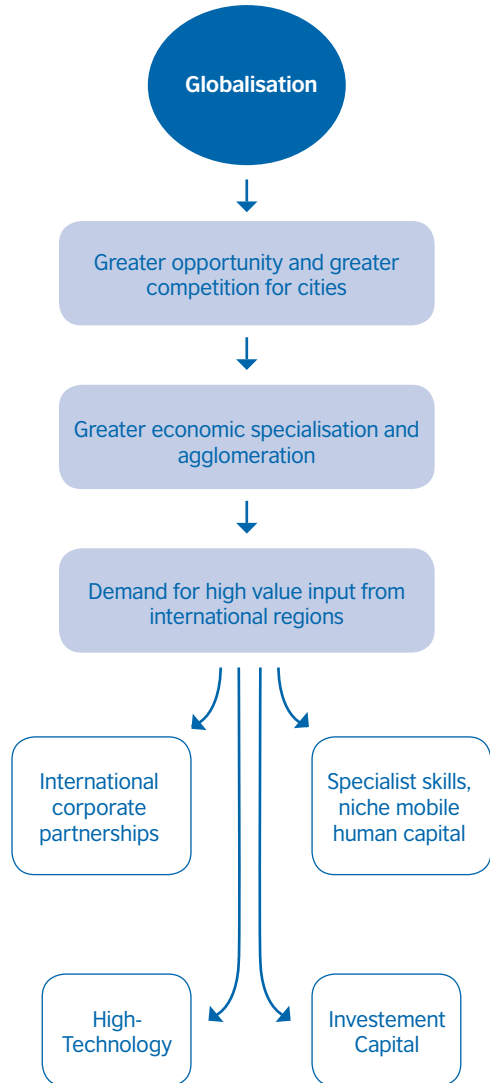 Globalisation
Greater opportunity and greater
competition for cities
Greater economic specialisation and
agglomeration
Demand for high value input from
international regions
International
corporate
partnerships
Specialist skills,
niche mobile
human capital
High-
Technology
Investement
Capital